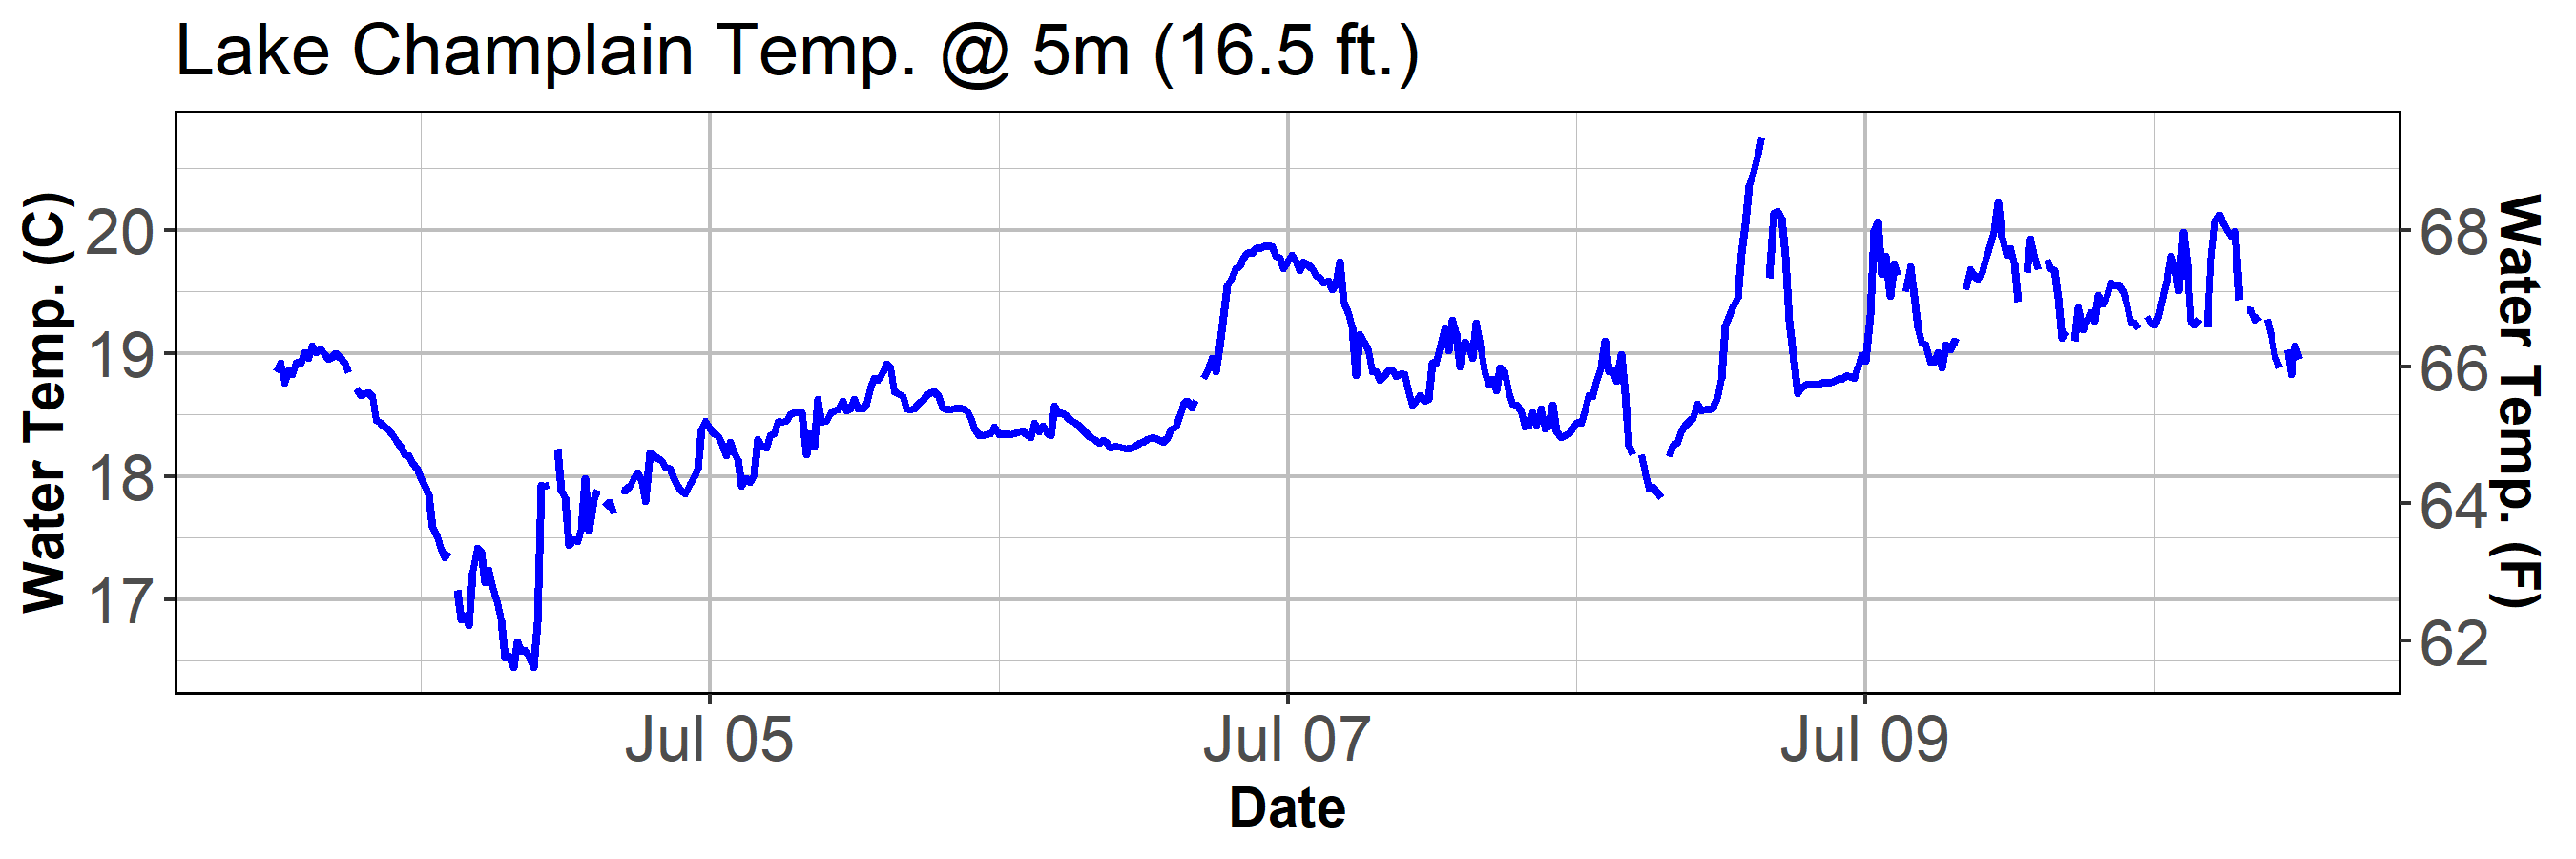 Lake Champlain Temp. @ 5m (16.5 ft.)
Water Temp. (C)
20
19
18
17
68
66
64
62
Water Temp. (F)
Jul 05 Jul 07 Jul 09
Date